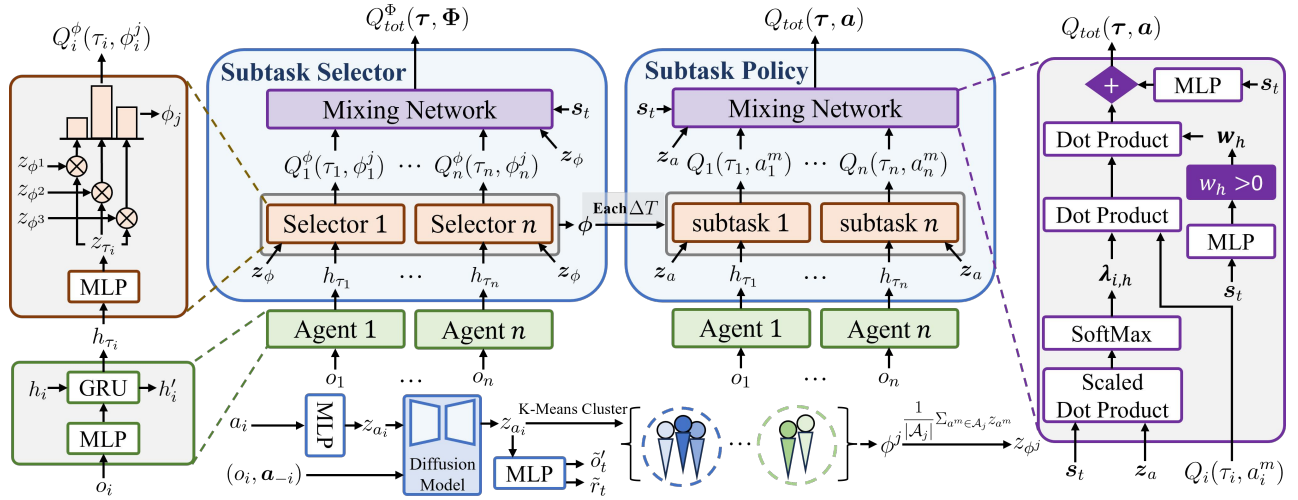 Q_i^ϕ(τ_i, ϕ_i^j)
ϕ_j
z_ϕ¹
z_ϕ²
z_ϕ³
z_τᵢ
MLP
h_τᵢ
h_i
GRU
h'_i
MLP
o_i
Q_tot^Φ(τ, Φ)
Subtask Selector
Mixing Network
s_t
Q_1^ϕ(τ_1, ϕ_1^j) ··· Q_n^ϕ(τ_n, ϕ_n^j)
z_ϕ
Selector 1
Selector n
ϕ
Each ΔT
z_ϕ
h_τ₁
···
h_τₙ
z_ϕ
Agent 1
Agent n
o_1
···
o_n
Q_tot(τ, a)
Subtask Policy
s_t
Mixing Network
z_a
Q_1(τ_1, a_1^m) ··· Q_n(τ_n, a_n^m)
subtask 1
subtask n
z_a
h_τ₁
···
h_τₙ
z_a
Agent 1
Agent n
o_1
···
o_n
a_i
MLP
z_aᵢ
(o_i, a_−i)
Diffusion
Model
z_aᵢ
K-Means Cluster
MLP
õ'_t
r̃_t
···
ϕ^j
1/|𝒜_j| Σ_{a^m∈𝒜_j} z_a^m
z_ϕ^j
Q_tot(τ, a)
+
MLP
s_t
Dot Product
w_h
w_h >0
Dot Product
MLP
λ_i,h
s_t
SoftMax
Scaled
Dot Product
s_t
z_a
Q_i(τ_i, a_i^m)